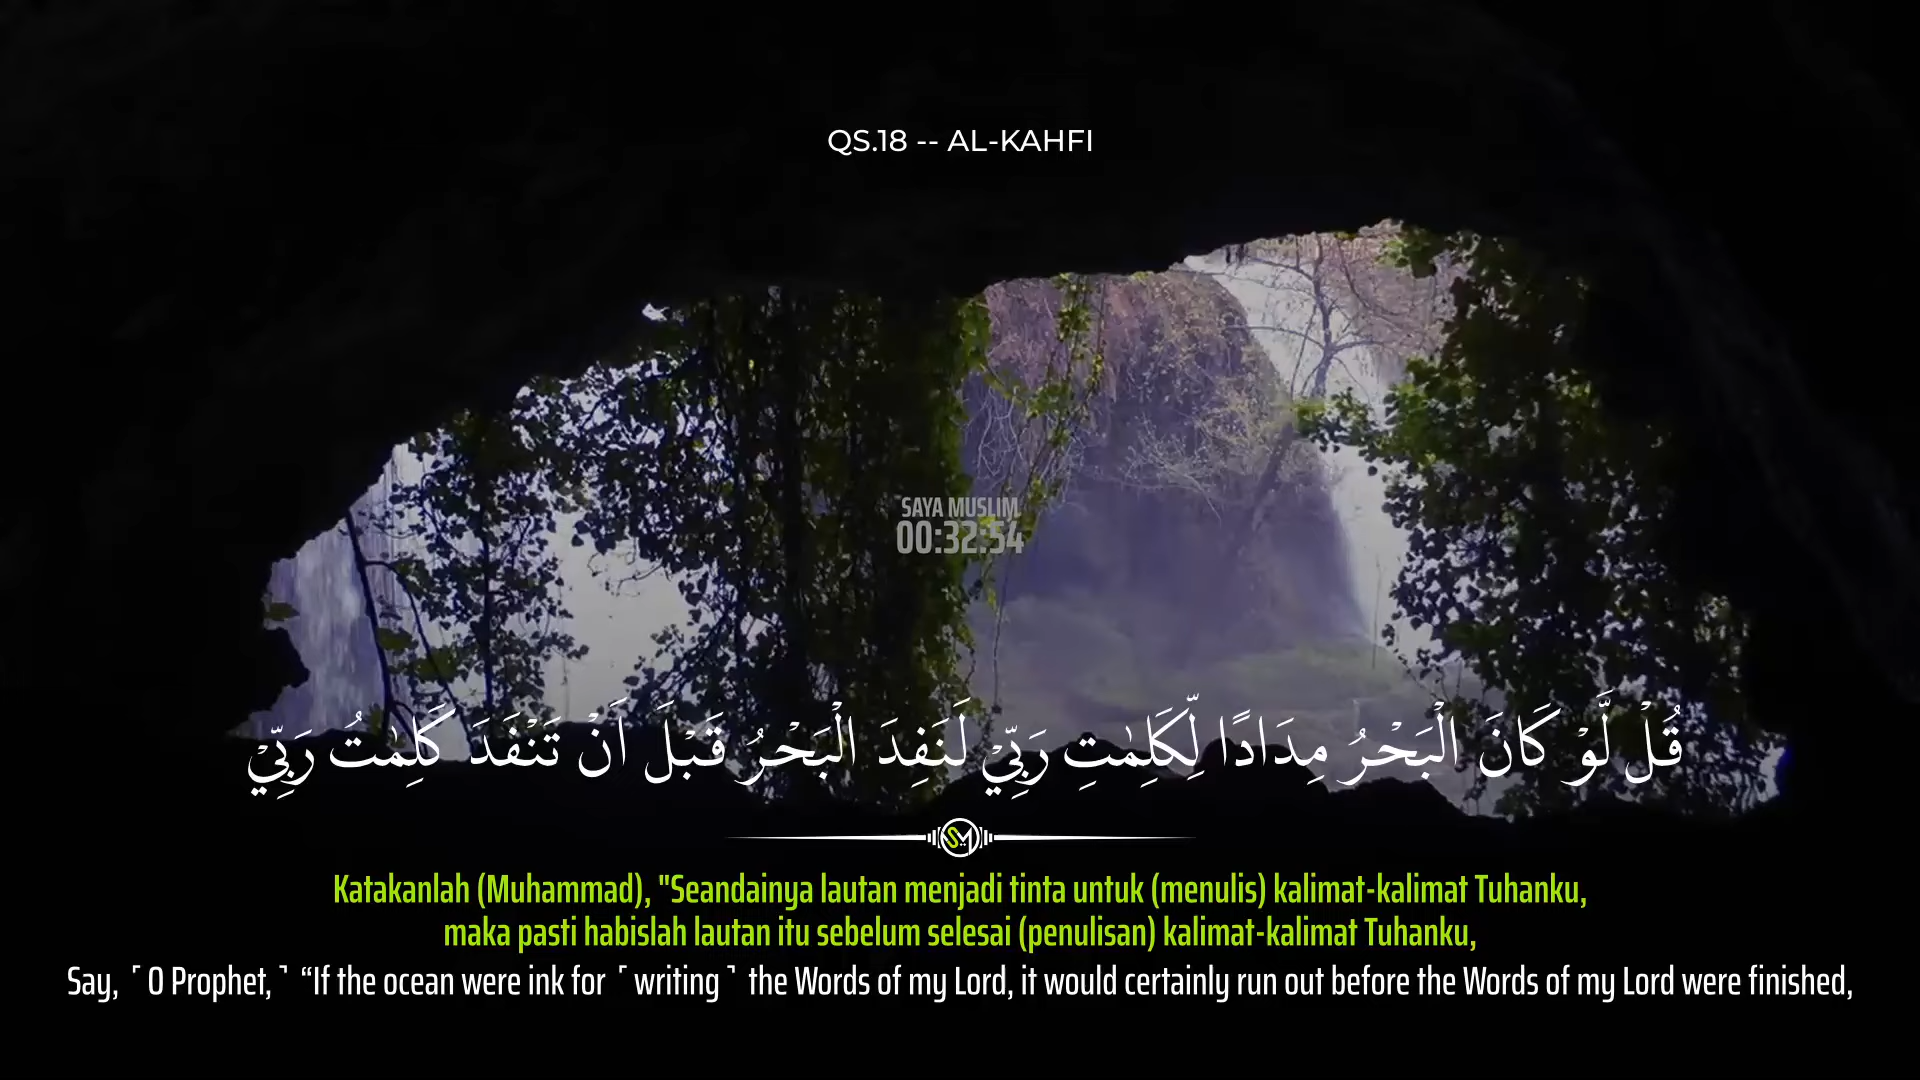 QS.18 -- AL-KAHFI
SAYA MUSLIM
00:32:54
قُلْ لَّوْ كَانَ الْبَحْرُ مِدَادًا لِّكَلِمٰتِ رَبِّيْ لَنَفِدَ الْبَحْرُ قَبْلَ اَنْ تَنْفَدَ كَلِمٰتُ رَبِّيْ
SM
Katakanlah (Muhammad), "Seandainya lautan menjadi tinta untuk (menulis) kalimat-kalimat Tuhanku,
maka pasti habislah lautan itu sebelum selesai (penulisan) kalimat-kalimat Tuhanku,
Say, ˹O Prophet,˺ “If the ocean were ink for ˹writing˺ the Words of my Lord, it would certainly run out before the Words of my Lord were finished,